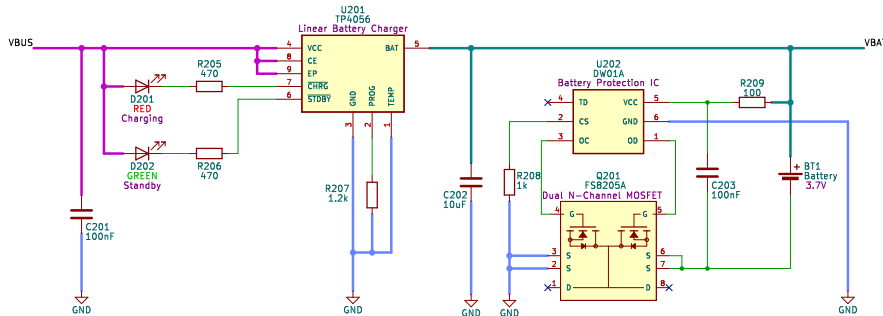 U201
TP4056
Linear Battery Charger
VBUS
4 VCC
8 CE
9 EP
7 CHRG
6 STDBY
BAT 5
GND
PROG
TEMP
3
2
1
VBAT
R205
470
D201
RED
Charging
D202
GREEN
Standby
R206
470
R207
1.2k
C201
100nF
GND
GND
C202
10uF
GND
U202
DW01A
Battery Protection IC
4 TD
2 CS
3 OC
VCC 5
GND 6
OD 1
R209
100
R208
1k
GND
Q201
FS8205A
Dual N-Channel MOSFET
4 G
G 5
3 S
S 6
2 S
S 7
1 D
D 8
C203
100nF
+
BT1
Battery
3.7V
GND